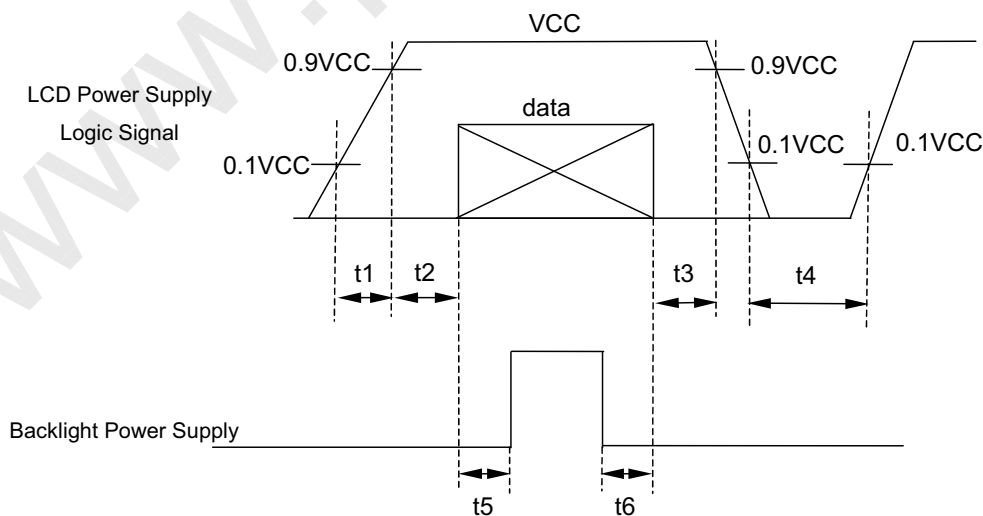 VCC
0.9VCC
0.9VCC
LCD Power Supply
Logic Signal
data
0.1VCC
0.1VCC
0.1VCC
t1
t2
t3
t4
Backlight Power Supply
t5
t6